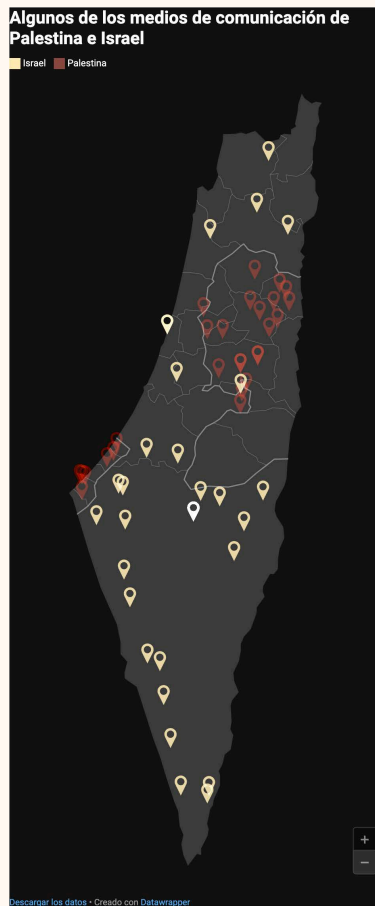 Algunos de los medios de comunicación de
Palestina e Israel
Israel Palestina
+
−
Descargar los datos • Creado con Datawrapper